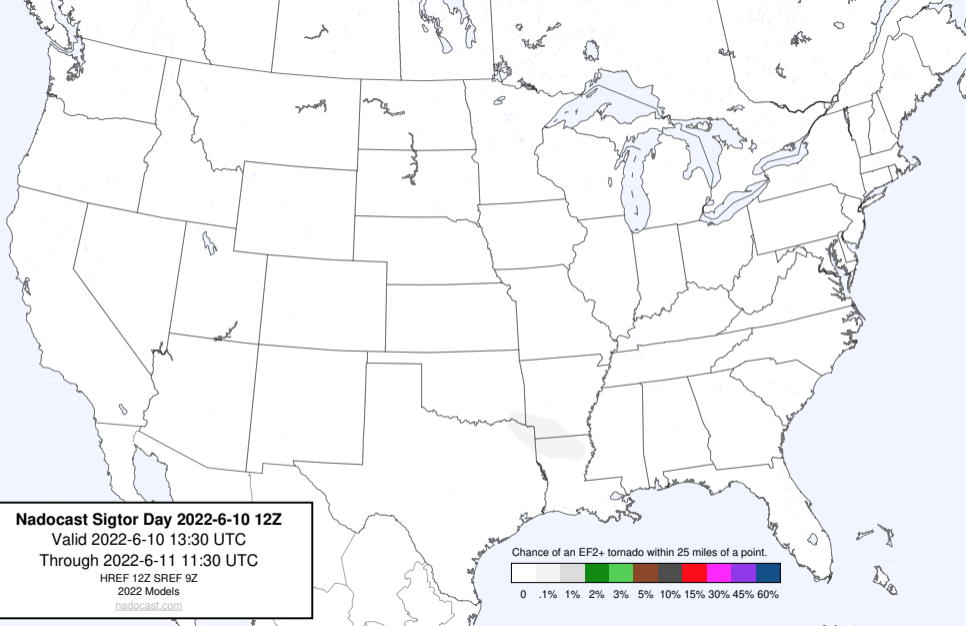 Nadocast Sigtor Day 2022-6-10 12Z
Valid 2022-6-10 13:30 UTC
Through 2022-6-11 11:30 UTC
HREF 12Z SREF 9Z
2022 Models
nadocast.com
Chance of an EF2+ tornado within 25 miles of a point.
0 .1% 1% 2% 3% 5% 10% 15% 30% 45% 60%